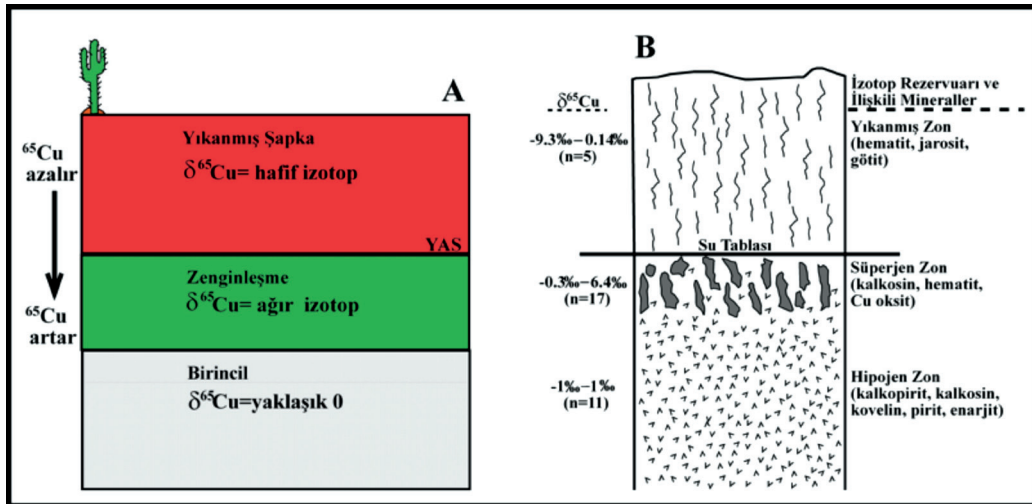 A
Yıkanmış Şapka
δ⁶⁵Cu= hafif izotop
YAS
⁶⁵Cu
azalır
⁶⁵Cu
artar
Zenginleşme
δ⁶⁵Cu= ağır izotop
Birincil
δ⁶⁵Cu=yaklaşık 0
B
δ⁶⁵Cu
İzotop Rezervuarı ve
İlişkili Mineraller
-9.3‰–0.14‰
(n=5)
Yıkanmış Zon
(hematit, jarosit,
götit)
Su Tablası
-0.3‰–6.4‰
(n=17)
Süperjen Zon
(kalkosin, hematit,
Cu oksit)
-1‰–1‰
(n=11)
Hipojen Zon
(kalkopirit, kalkosin,
kovelin, pirit, enarjit)